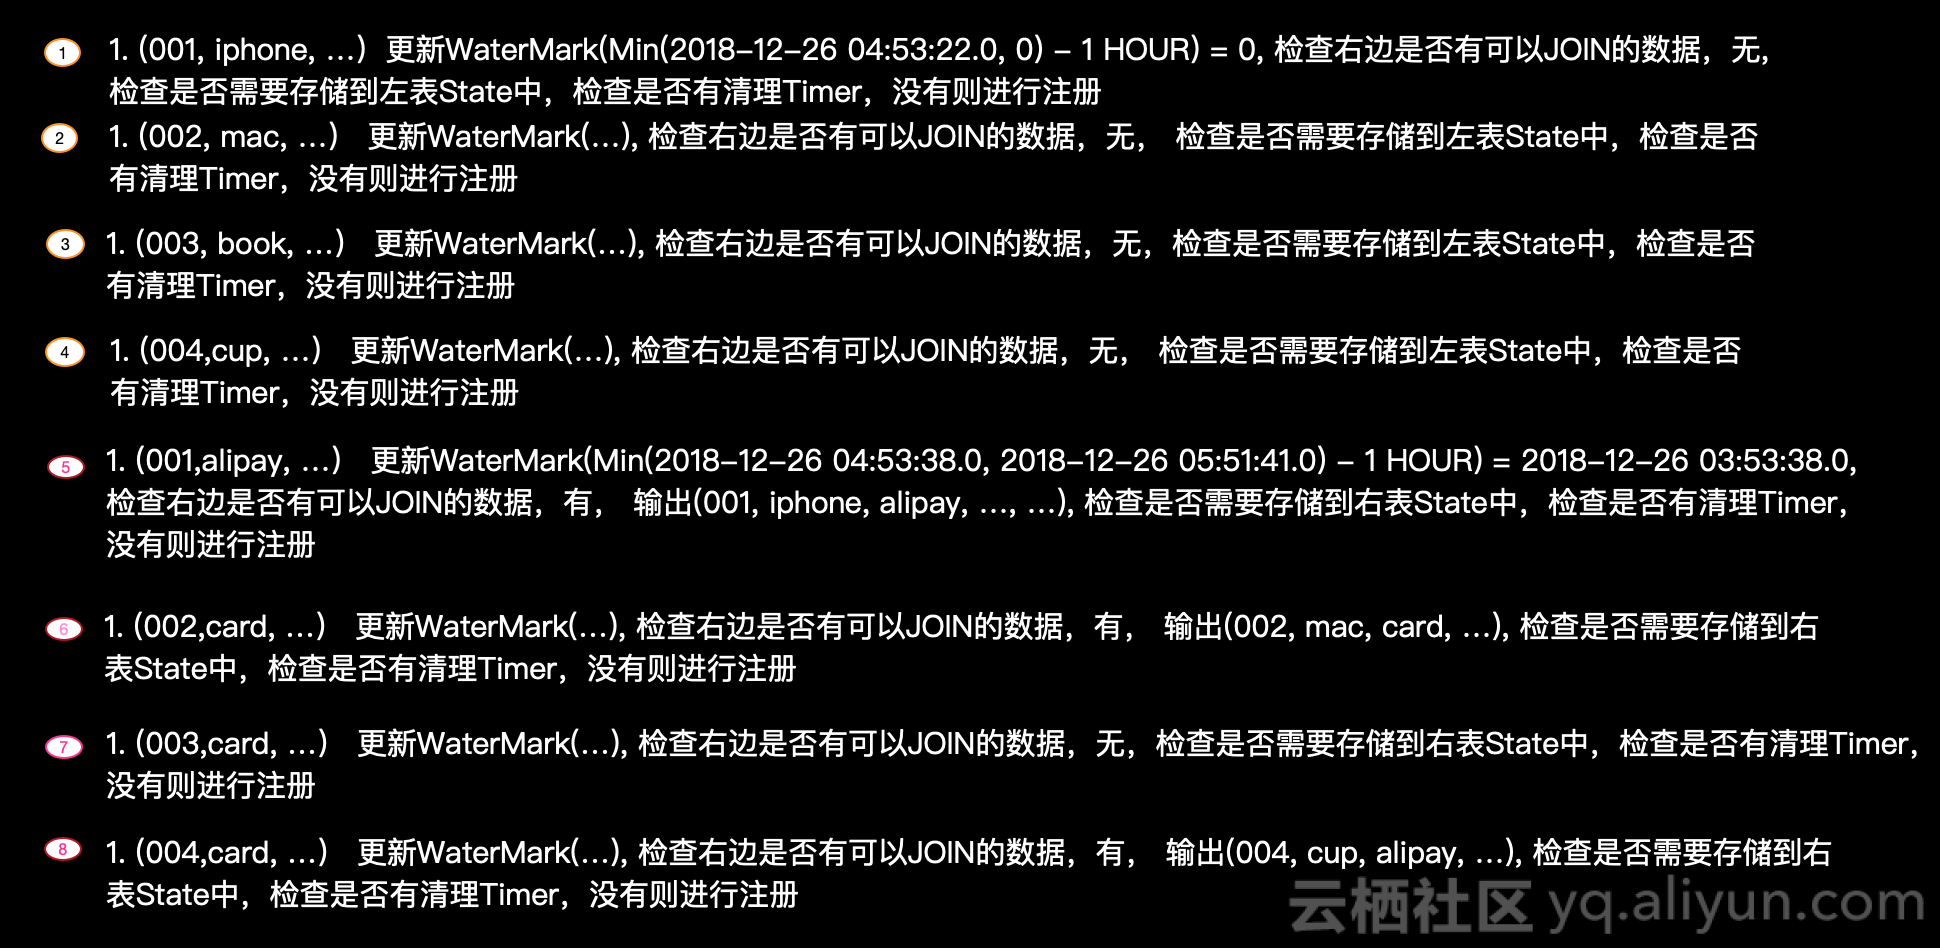 1 1. (001, iphone, ...) 更新WaterMark(Min(2018-12-26 04:53:22.0, 0) - 1 HOUR) = 0, 检查右边是否有可以JOIN的数据，无，
检查是否需要存储到左表State中，检查是否有清理Timer，没有则进行注册
2 1. (002, mac, ...) 更新WaterMark(...), 检查右边是否有可以JOIN的数据，无， 检查是否需要存储到左表State中，检查是否
有清理Timer，没有则进行注册
3 1. (003, book, ...) 更新WaterMark(...), 检查右边是否有可以JOIN的数据，无，检查是否需要存储到左表State中，检查是否
有清理Timer，没有则进行注册
4 1. (004,cup, ...) 更新WaterMark(...), 检查右边是否有可以JOIN的数据，无， 检查是否需要存储到左表State中，检查是否
有清理Timer，没有则进行注册
5 1. (001,alipay, ...) 更新WaterMark(Min(2018-12-26 04:53:38.0, 2018-12-26 05:51:41.0) - 1 HOUR) = 2018-12-26 03:53:38.0,
检查右边是否有可以JOIN的数据，有， 输出(001, iphone, alipay, ..., ...), 检查是否需要存储到右表State中，检查是否有清理Timer，
没有则进行注册
6 1. (002,card, ...) 更新WaterMark(...), 检查右边是否有可以JOIN的数据，有， 输出(002, mac, card, ...), 检查是否需要存储到右
表State中，检查是否有清理Timer，没有则进行注册
7 1. (003,card, ...) 更新WaterMark(...), 检查右边是否有可以JOIN的数据，无，检查是否需要存储到右表State中，检查是否有清理Timer，
没有则进行注册
8 1. (004,card, ...) 更新WaterMark(...), 检查右边是否有可以JOIN的数据，有， 输出(004, cup, alipay, ...), 检查是否需要存储到右
表State中，检查是否有清理Timer，没有则进行注册
云栖社区 yq.aliyun.com